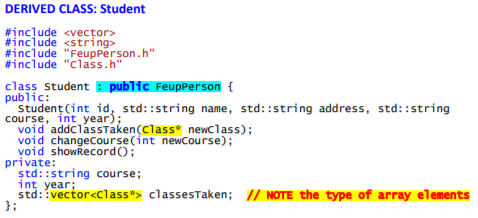 DERIVED CLASS: Student
#include <vector>
#include <string>
#include "FeupPerson.h"
#include "Class.h"
class Student : public FeupPerson {
public:
Student(int id, std::string name, std::string address, std::string
course, int year);
void addClassTaken(Class* newClass);
void changeCourse(int newCourse);
void showRecord();
private:
std::string course;
int year;
std::vector<Class*> classesTaken; // NOTE the type of array elements
};